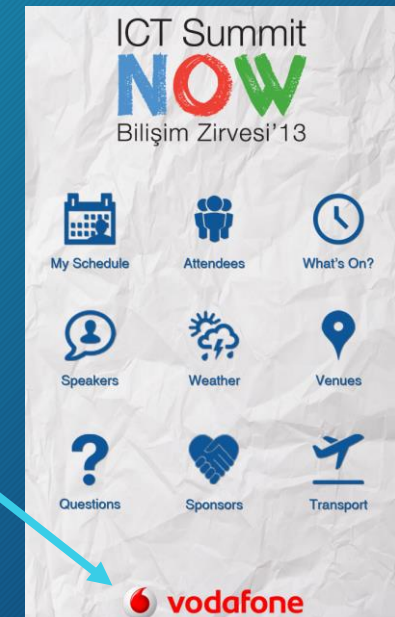 ICT Summit
NOW
Bilişim Zirvesi'13
My Schedule
Attendees
What's On?
Speakers
Weather
Venues
Questions
Sponsors
Transport
vodafone